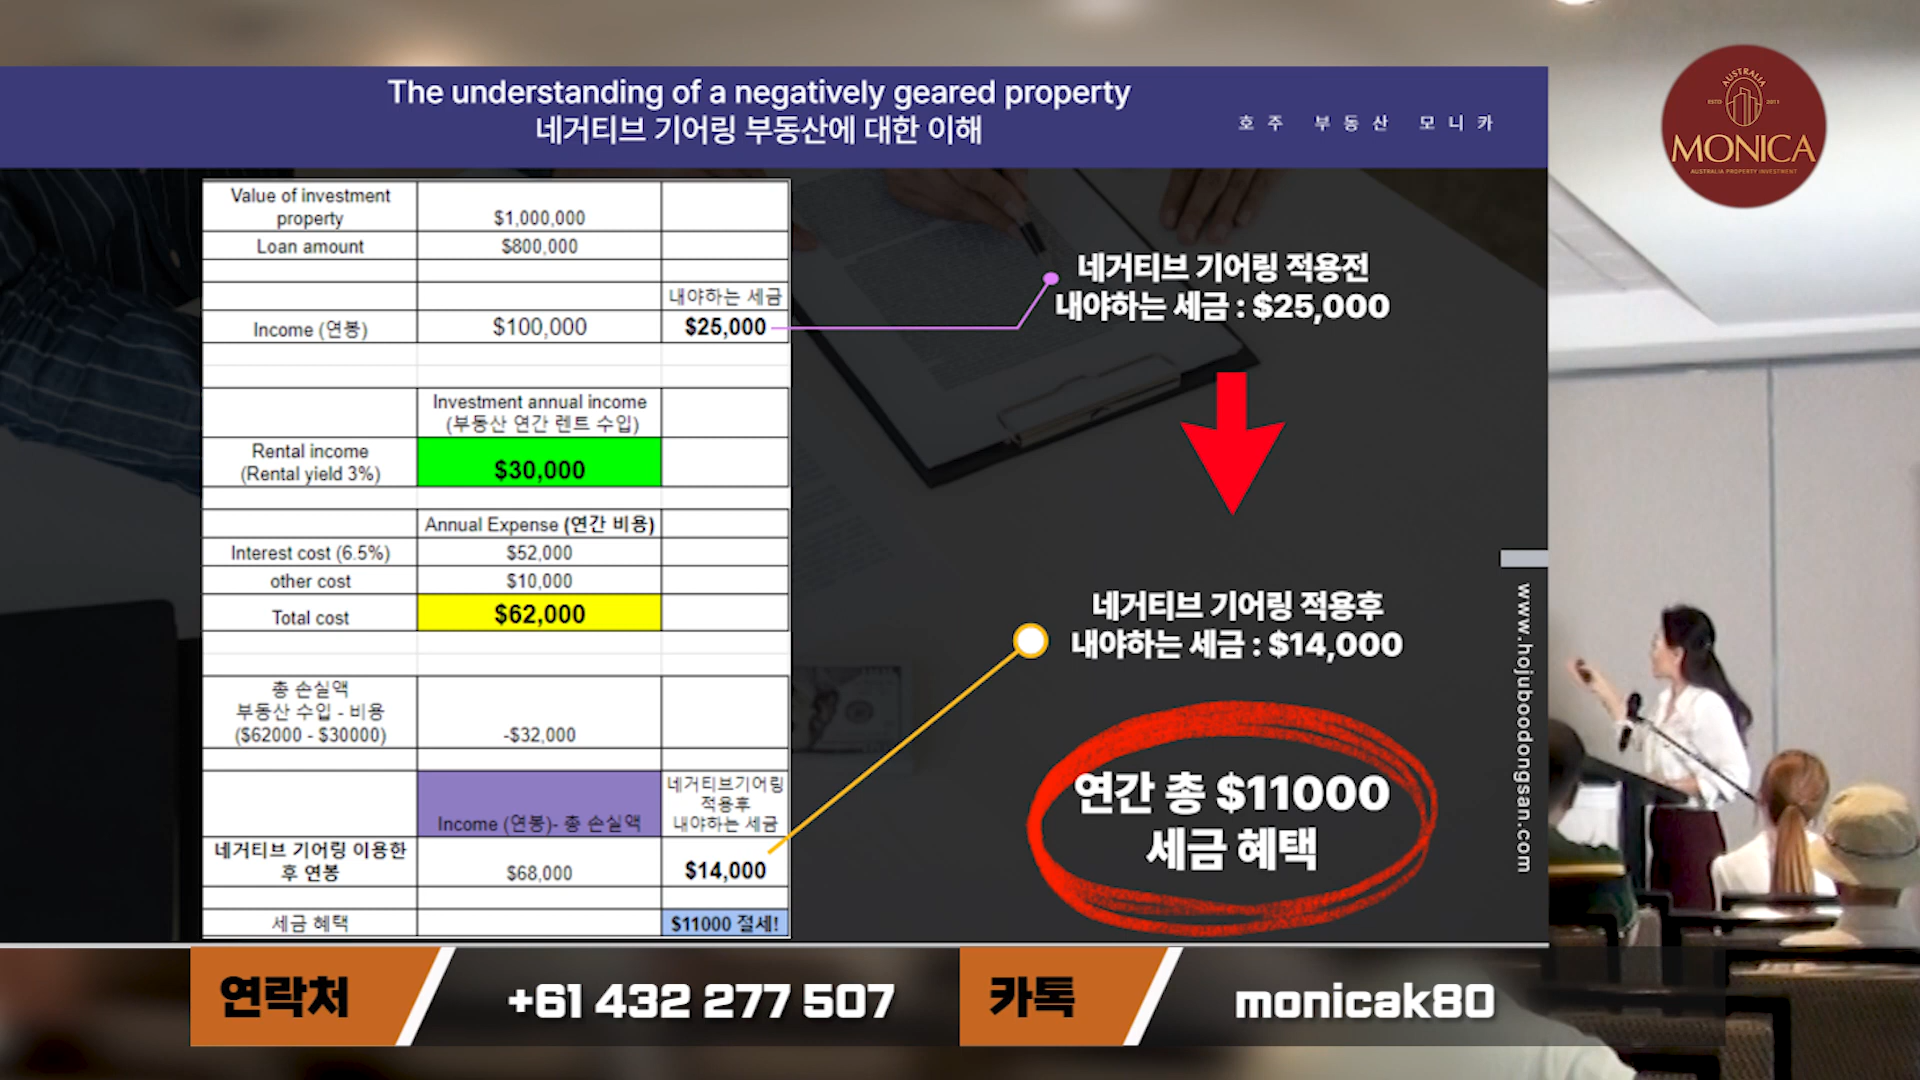 The understanding of a negatively geared property
네거티브 기어링 부동산에 대한 이해
호주 부동산 모니카
AUSTRALIA
ESTD 2011
MONICA
AUSTRALIA PROPERTY INVESTMENT
Value of investment
property $1,000,000
Loan amount $800,000
내야하는 세금
Income (연봉) $100,000 $25,000
네거티브 기어링 적용전
내야하는 세금 : $25,000
Investment annual income
(부동산 연간 렌트 수입)
Rental income
(Rental yield 3%) $30,000
Annual Expense (연간 비용)
Interest cost (6.5%) $52,000
other cost $10,000
Total cost $62,000
네거티브 기어링 적용후
내야하는 세금 : $14,000
총 손실액
부동산 수입 - 비용
($62000 - $30000) -$32,000
네거티브기어링
적용후
Income (연봉)- 총 손실액 내야하는 세금
네거티브 기어링 이용한
후 연봉 $68,000 $14,000
세금 혜택 $11000 절세!
연간 총 $11000
세금 혜택
www.hojuboodongsan.com
연락처 +61 432 277 507 카톡 monicak80